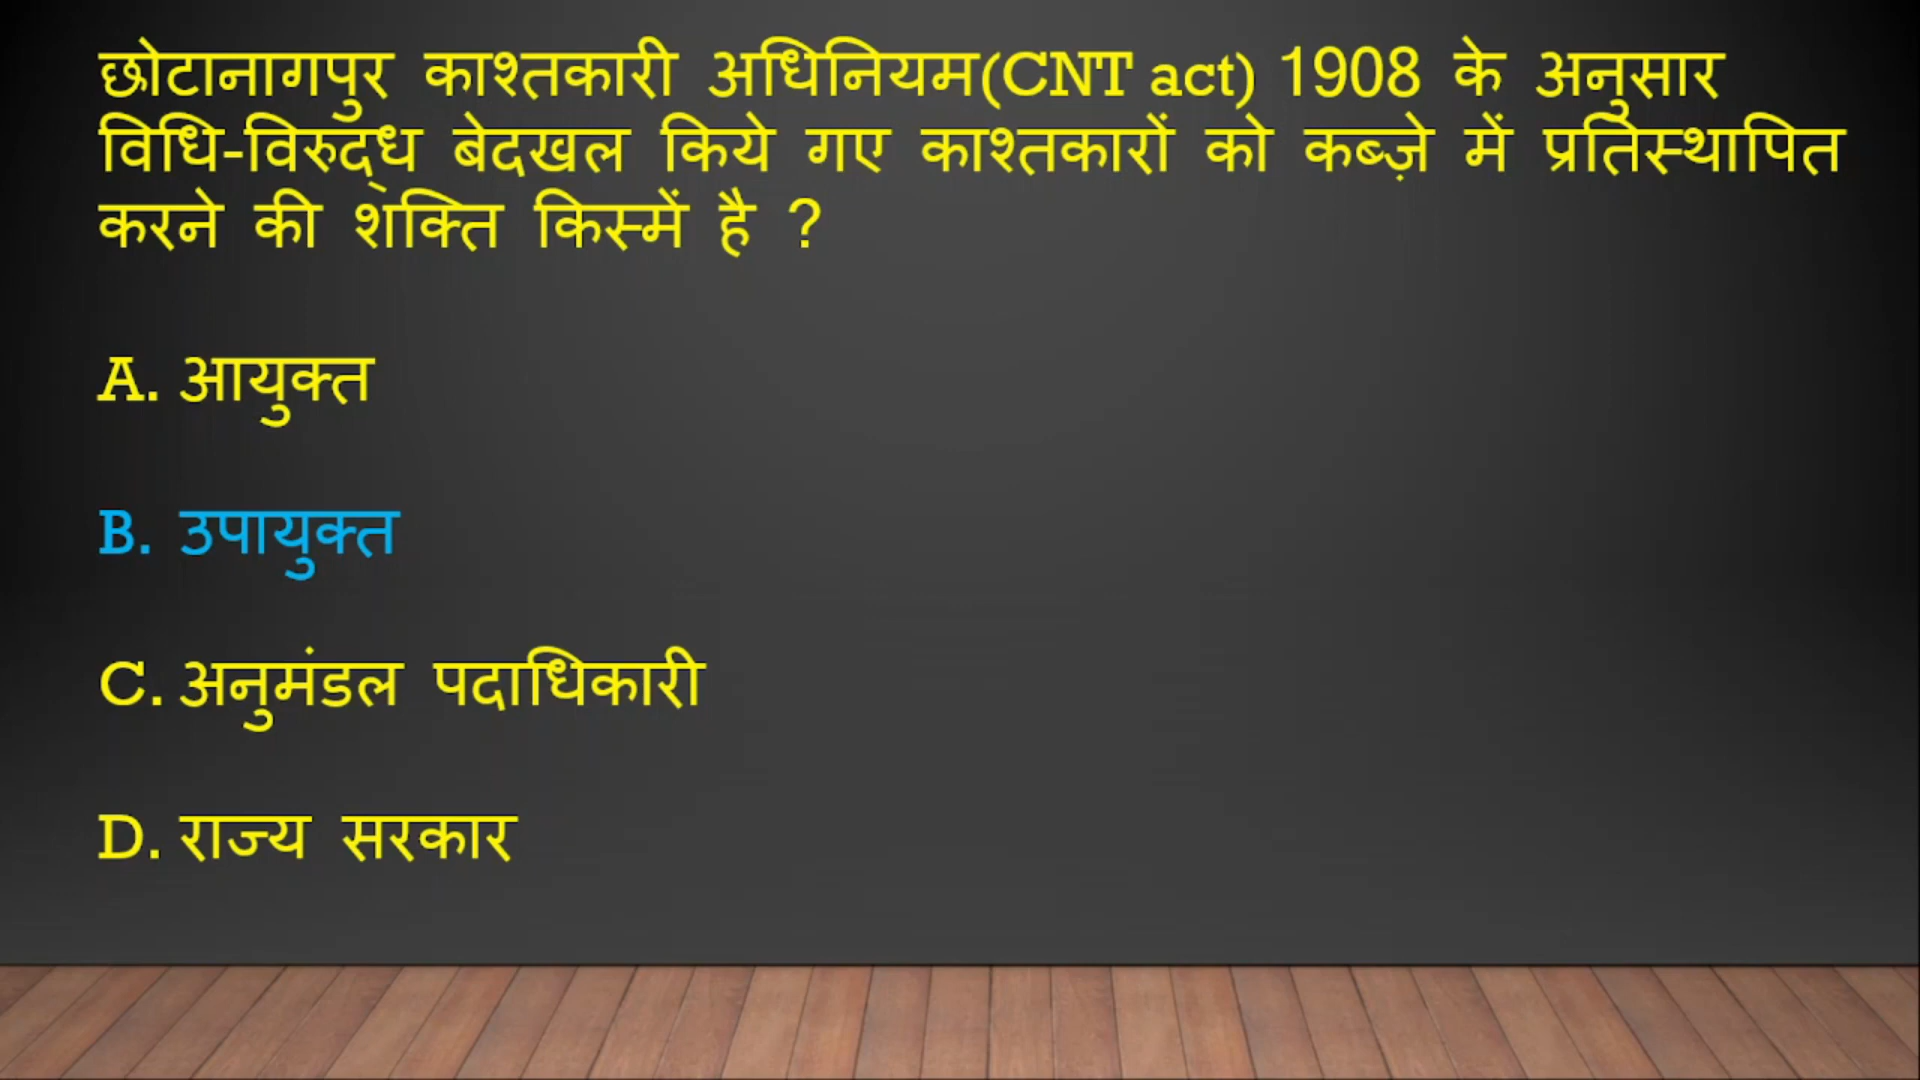 छोटानागपुर काश्तकारी अधिनियम(CNT act) 1908 के अनुसार
विधि-विरुद्ध बेदखल किये गए काश्तकारों को कब्ज़े में प्रतिस्थापित
करने की शक्ति किस्में है ?
A. आयुक्त
B. उपायुक्त
C. अनुमंडल पदाधिकारी
D. राज्य सरकार